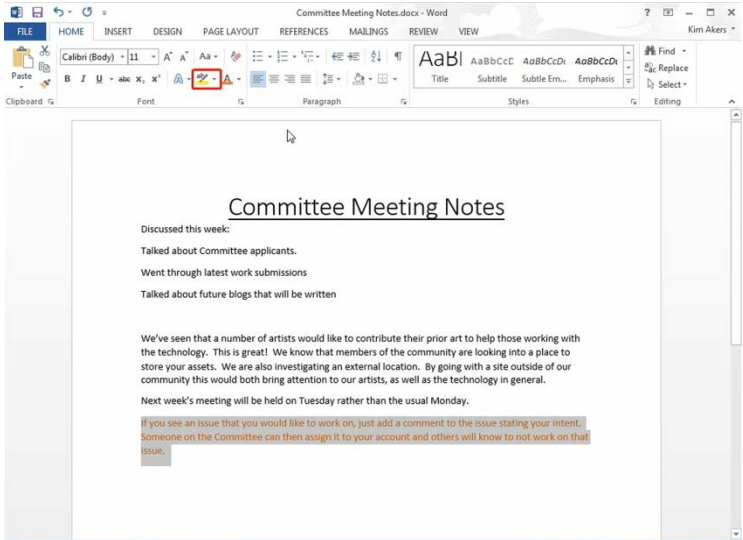 Committee Meeting Notes.docx - Word
FILE HOME INSERT DESIGN PAGE LAYOUT REFERENCES MAILINGS REVIEW VIEW Kim Akers
Calibri (Body) 11 A A Aa
Paste B I U abc X₂ X² A aby A
AaBl AaBbCcD AaBbCcDc AaBbCcDc
Title Subtitle Subtle Em... Emphasis
Find
Replace
Select
Clipboard Font Paragraph Styles Editing
Committee Meeting Notes
Discussed this week:
Talked about Committee applicants.
Went through latest work submissions
Talked about future blogs that will be written
We've seen that a number of artists would like to contribute their prior art to help those working with
the technology. This is great! We know that members of the community are looking into a place to
store your assets. We are also investigating an external location. By going with a site outside of our
community this would both bring attention to our artists, as well as the technology in general.
Next week's meeting will be held on Tuesday rather than the usual Monday.
If you see an issue that you would like to work on, just add a comment to the issue stating your intent.
Someone on the Committee can then assign it to your account and others will know to not work on that
issue.